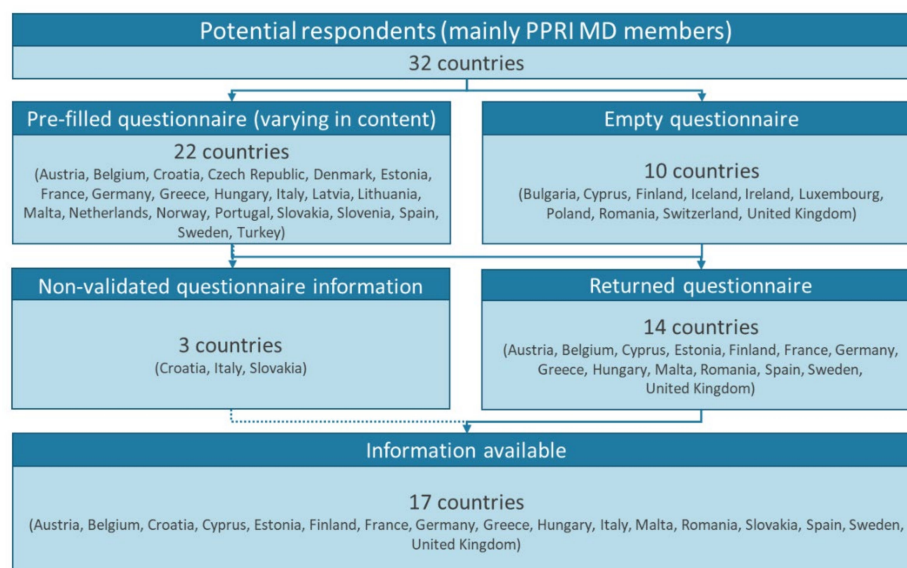 Potential respondents (mainly PPRI MD members)
32 countries
Pre-filled questionnaire (varying in content)
22 countries
(Austria, Belgium, Croatia, Czech Republic, Denmark, Estonia,
France, Germany, Greece, Hungary, Italy, Latvia, Lithuania,
Malta, Netherlands, Norway, Portugal, Slovakia, Slovenia, Spain,
Sweden, Turkey)
Empty questionnaire
10 countries
(Bulgaria, Cyprus, Finland, Iceland, Ireland, Luxembourg,
Poland, Romania, Switzerland, United Kingdom)
Non-validated questionnaire information
3 countries
(Croatia, Italy, Slovakia)
Returned questionnaire
14 countries
(Austria, Belgium, Cyprus, Estonia, Finland, France, Germany,
Greece, Hungary, Malta, Romania, Spain, Sweden,
United Kingdom)
Information available
17 countries
(Austria, Belgium, Croatia, Cyprus, Estonia, Finland, France, Germany, Greece, Hungary, Italy, Malta, Romania, Slovakia, Spain, Sweden,
United Kingdom)